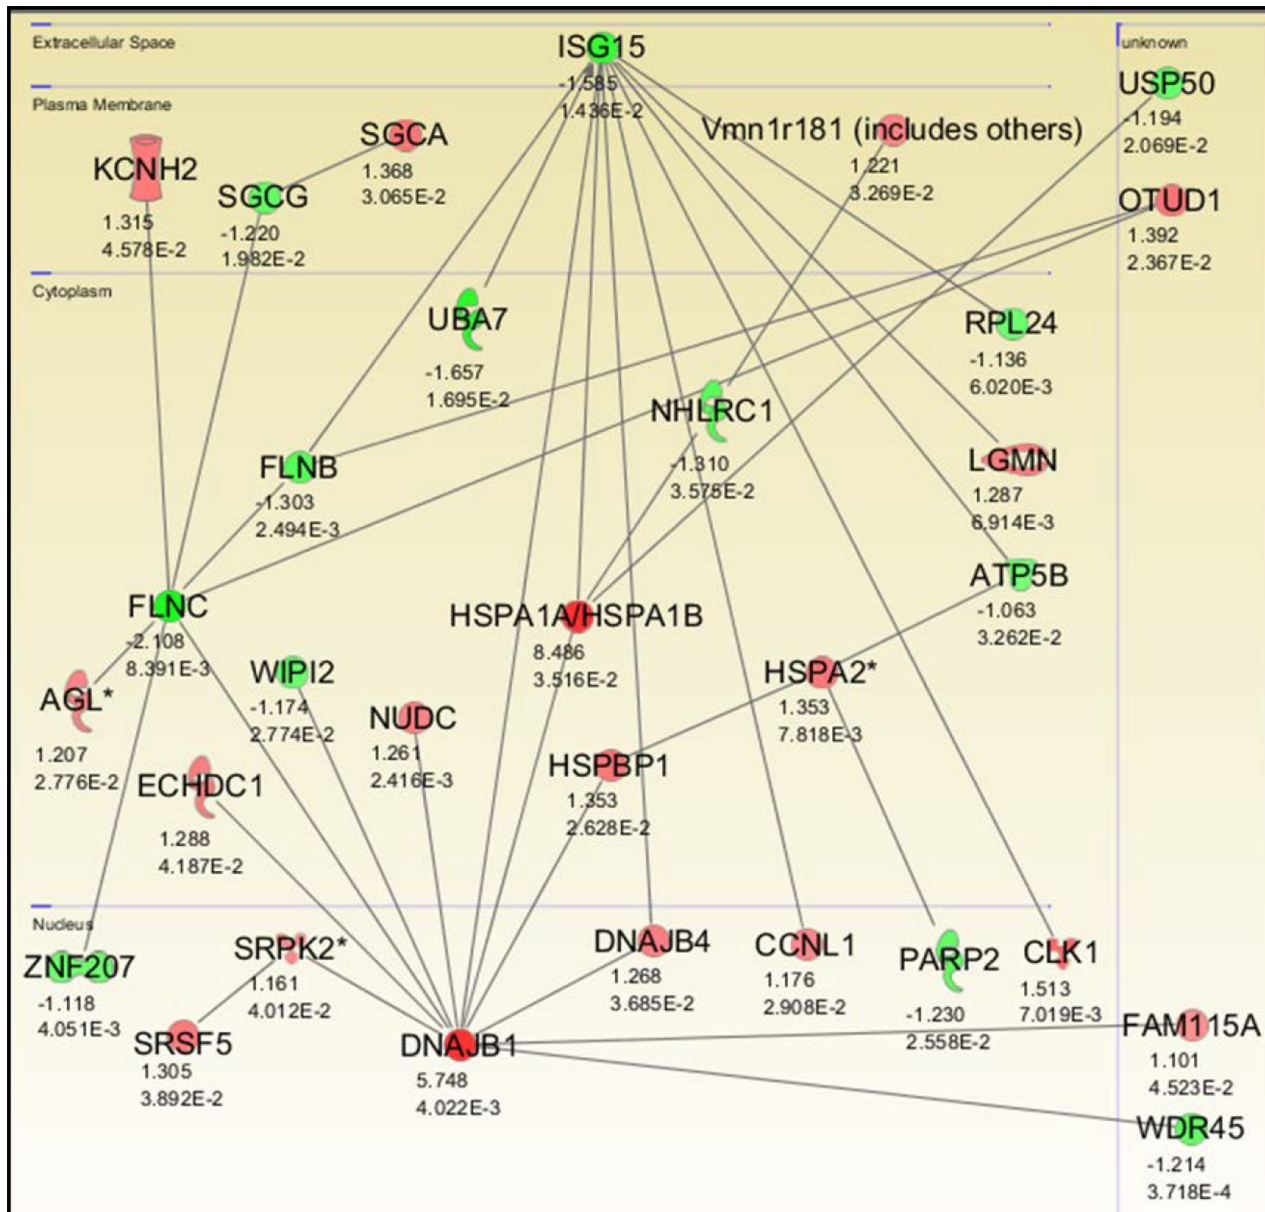 Extracellular Space
ISG15
-1.585
1.436E-2
unknown
USP50
-1.194
2.069E-2
OTUD1
1.392
2.367E-2
Plasma Membrane
KCNH2
1.315
4.578E-2
SGCG
-1.220
1.982E-2
SGCA
1.368
3.065E-2
Vmn1r181 (includes others)
1.221
3.269E-2
Cytoplasm
UBA7
-1.657
1.695E-2
RPL24
-1.136
6.020E-3
NHLRC1
-1.310
3.575E-2
FLNB
-1.303
2.494E-3
LGMN
1.287
6.914E-3
ATP5B
-1.063
3.262E-2
FLNC
-2.108
8.391E-3
HSPA1A/HSPA1B
8.486
3.516E-2
WIPI2
-1.174
2.774E-2
HSPA2*
1.353
7.818E-3
AGL*
1.207
2.776E-2
NUDC
1.261
2.416E-3
ECHDC1
1.288
4.187E-2
HSPBP1
1.353
2.628E-2
Nucleus
ZNF207
-1.118
4.051E-3
SRPK2*
1.161
4.012E-2
DNAJB4
1.268
3.685E-2
CCNL1
1.176
2.908E-2
PARP2
-1.230
2.558E-2
CLK1
1.513
7.019E-3
SRSF5
1.305
3.892E-2
DNAJB1
5.748
4.022E-3
FAM115A
1.101
4.523E-2
WDR45
-1.214
3.718E-4